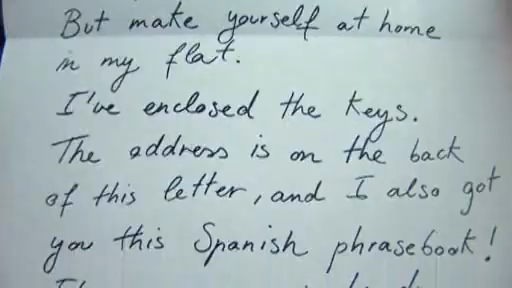 But make yourself at home
in my flat.
I've enclosed the keys.
The address is on the back
of this letter, and I also got
you this Spanish phrasebook!